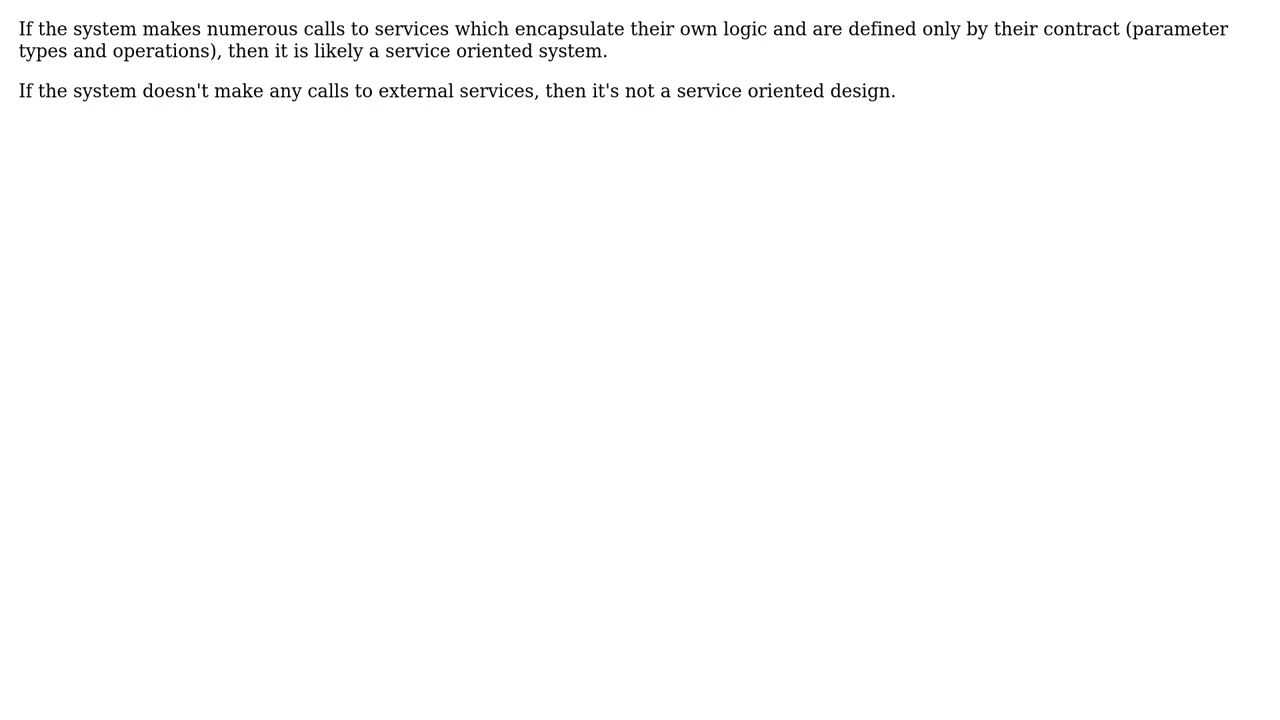 If the system makes numerous calls to services which encapsulate their own logic and are defined only by their contract (parameter
types and operations), then it is likely a service oriented system.
If the system doesn't make any calls to external services, then it's not a service oriented design.